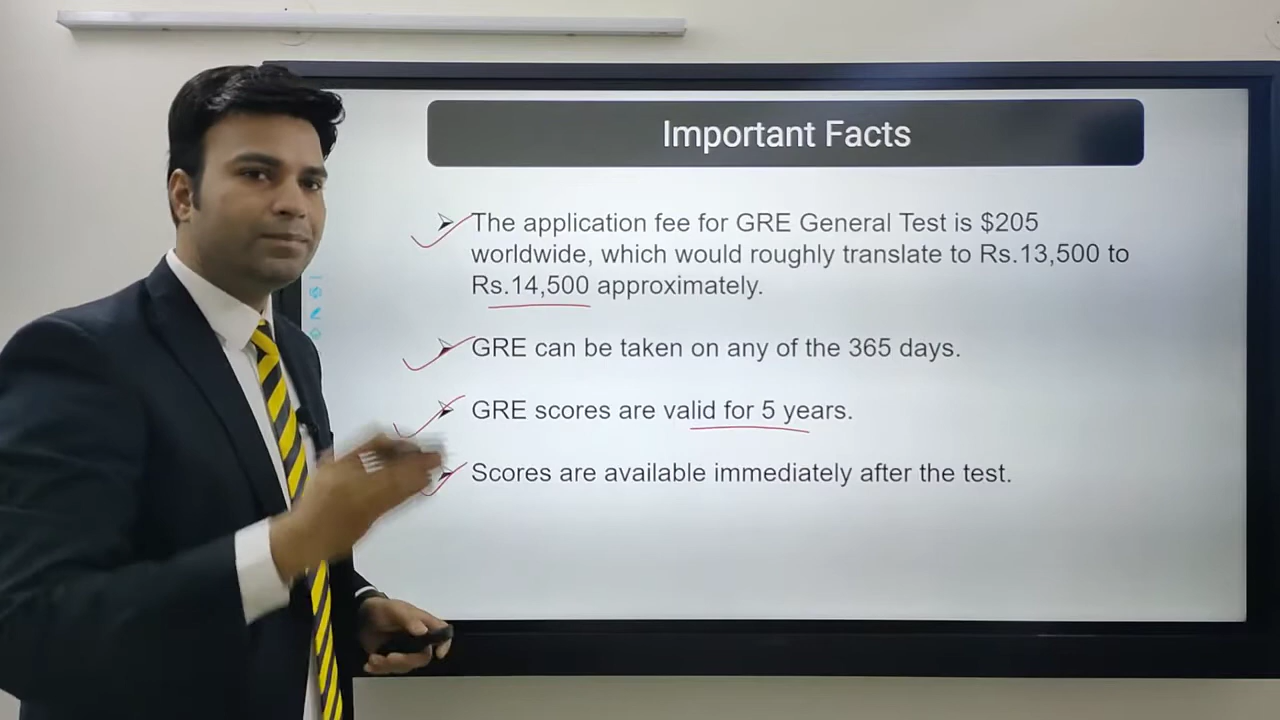 Important Facts
The application fee for GRE General Test is $205
worldwide, which would roughly translate to Rs.13,500 to
Rs.14,500 approximately.
GRE can be taken on any of the 365 days.
GRE scores are valid for 5 years.
Scores are available immediately after the test.